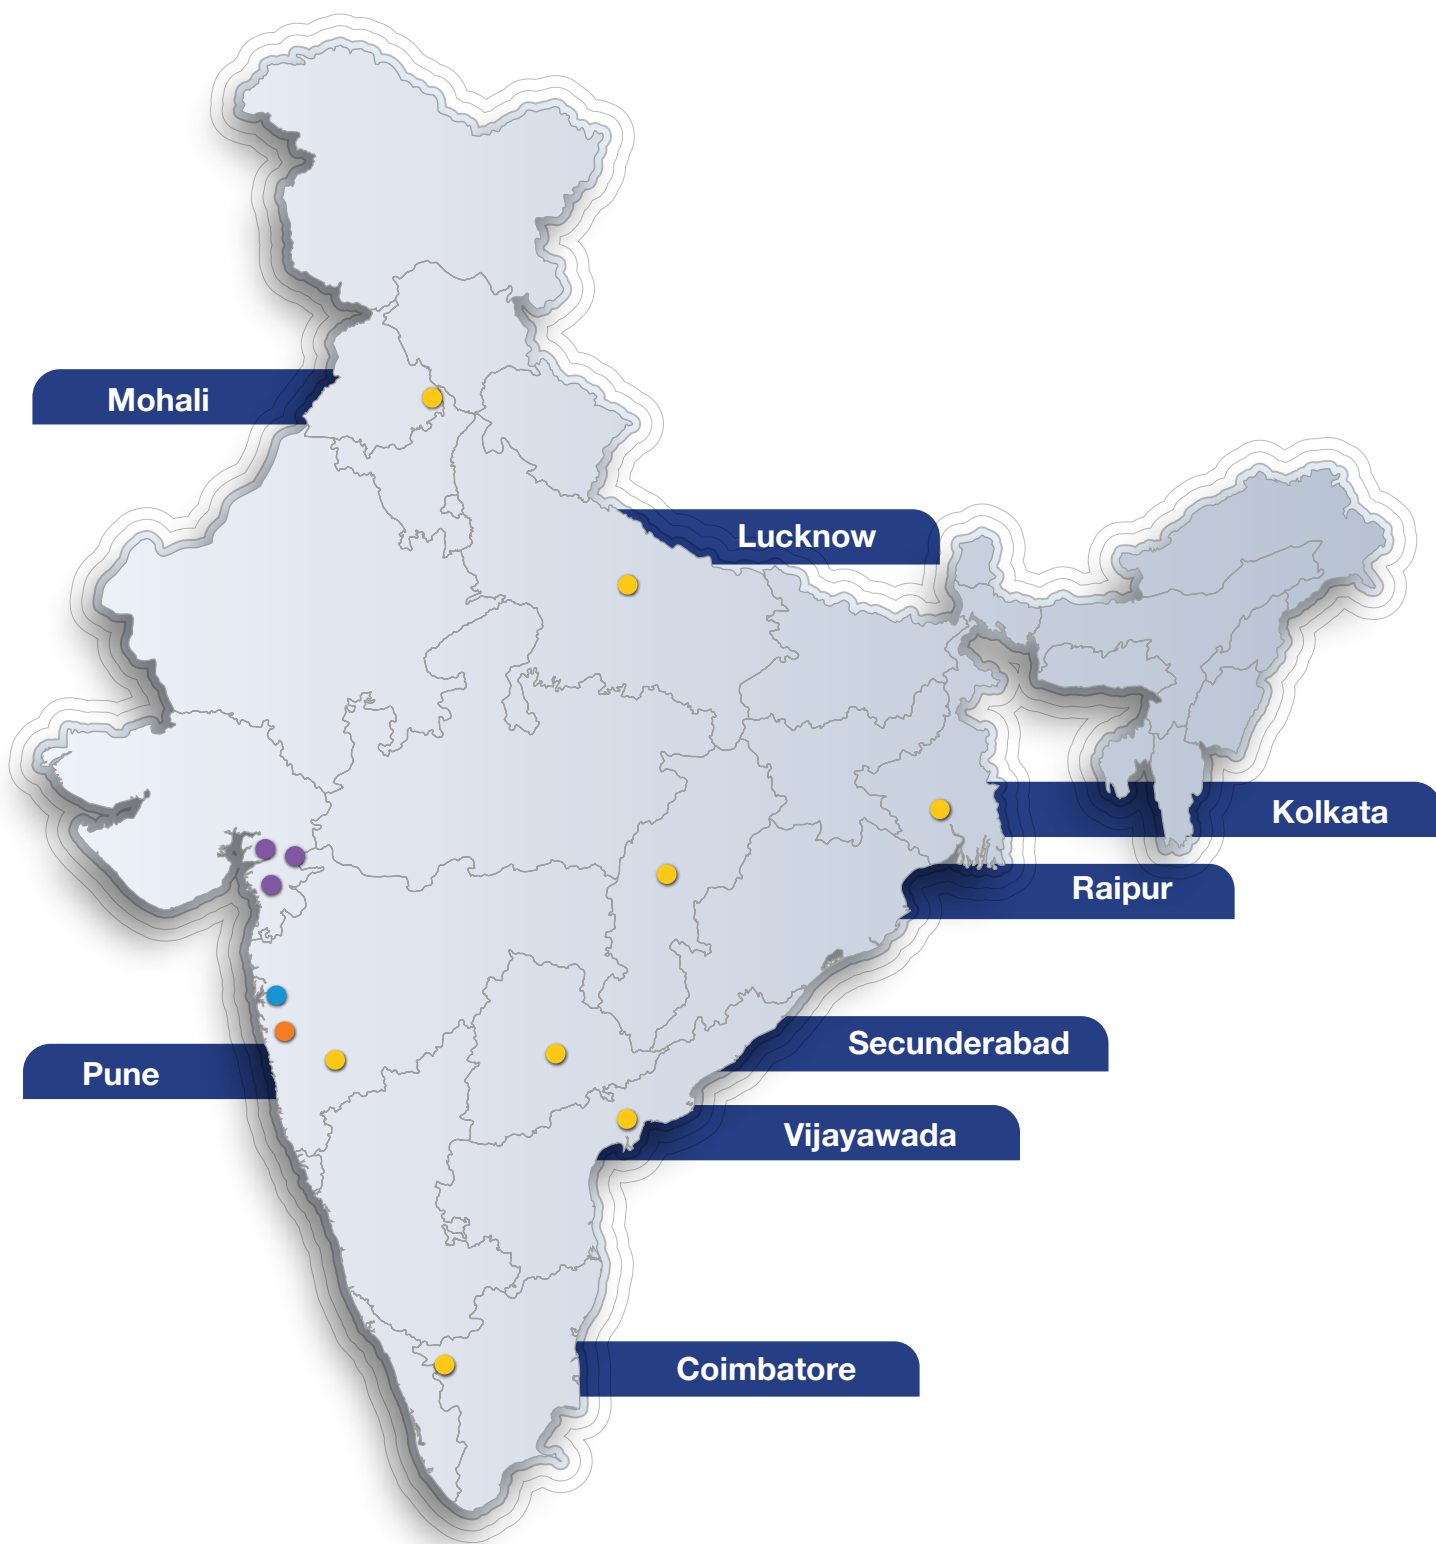 Mohali
Lucknow
Kolkata
Raipur
Secunderabad
Pune
Vijayawada
Coimbatore